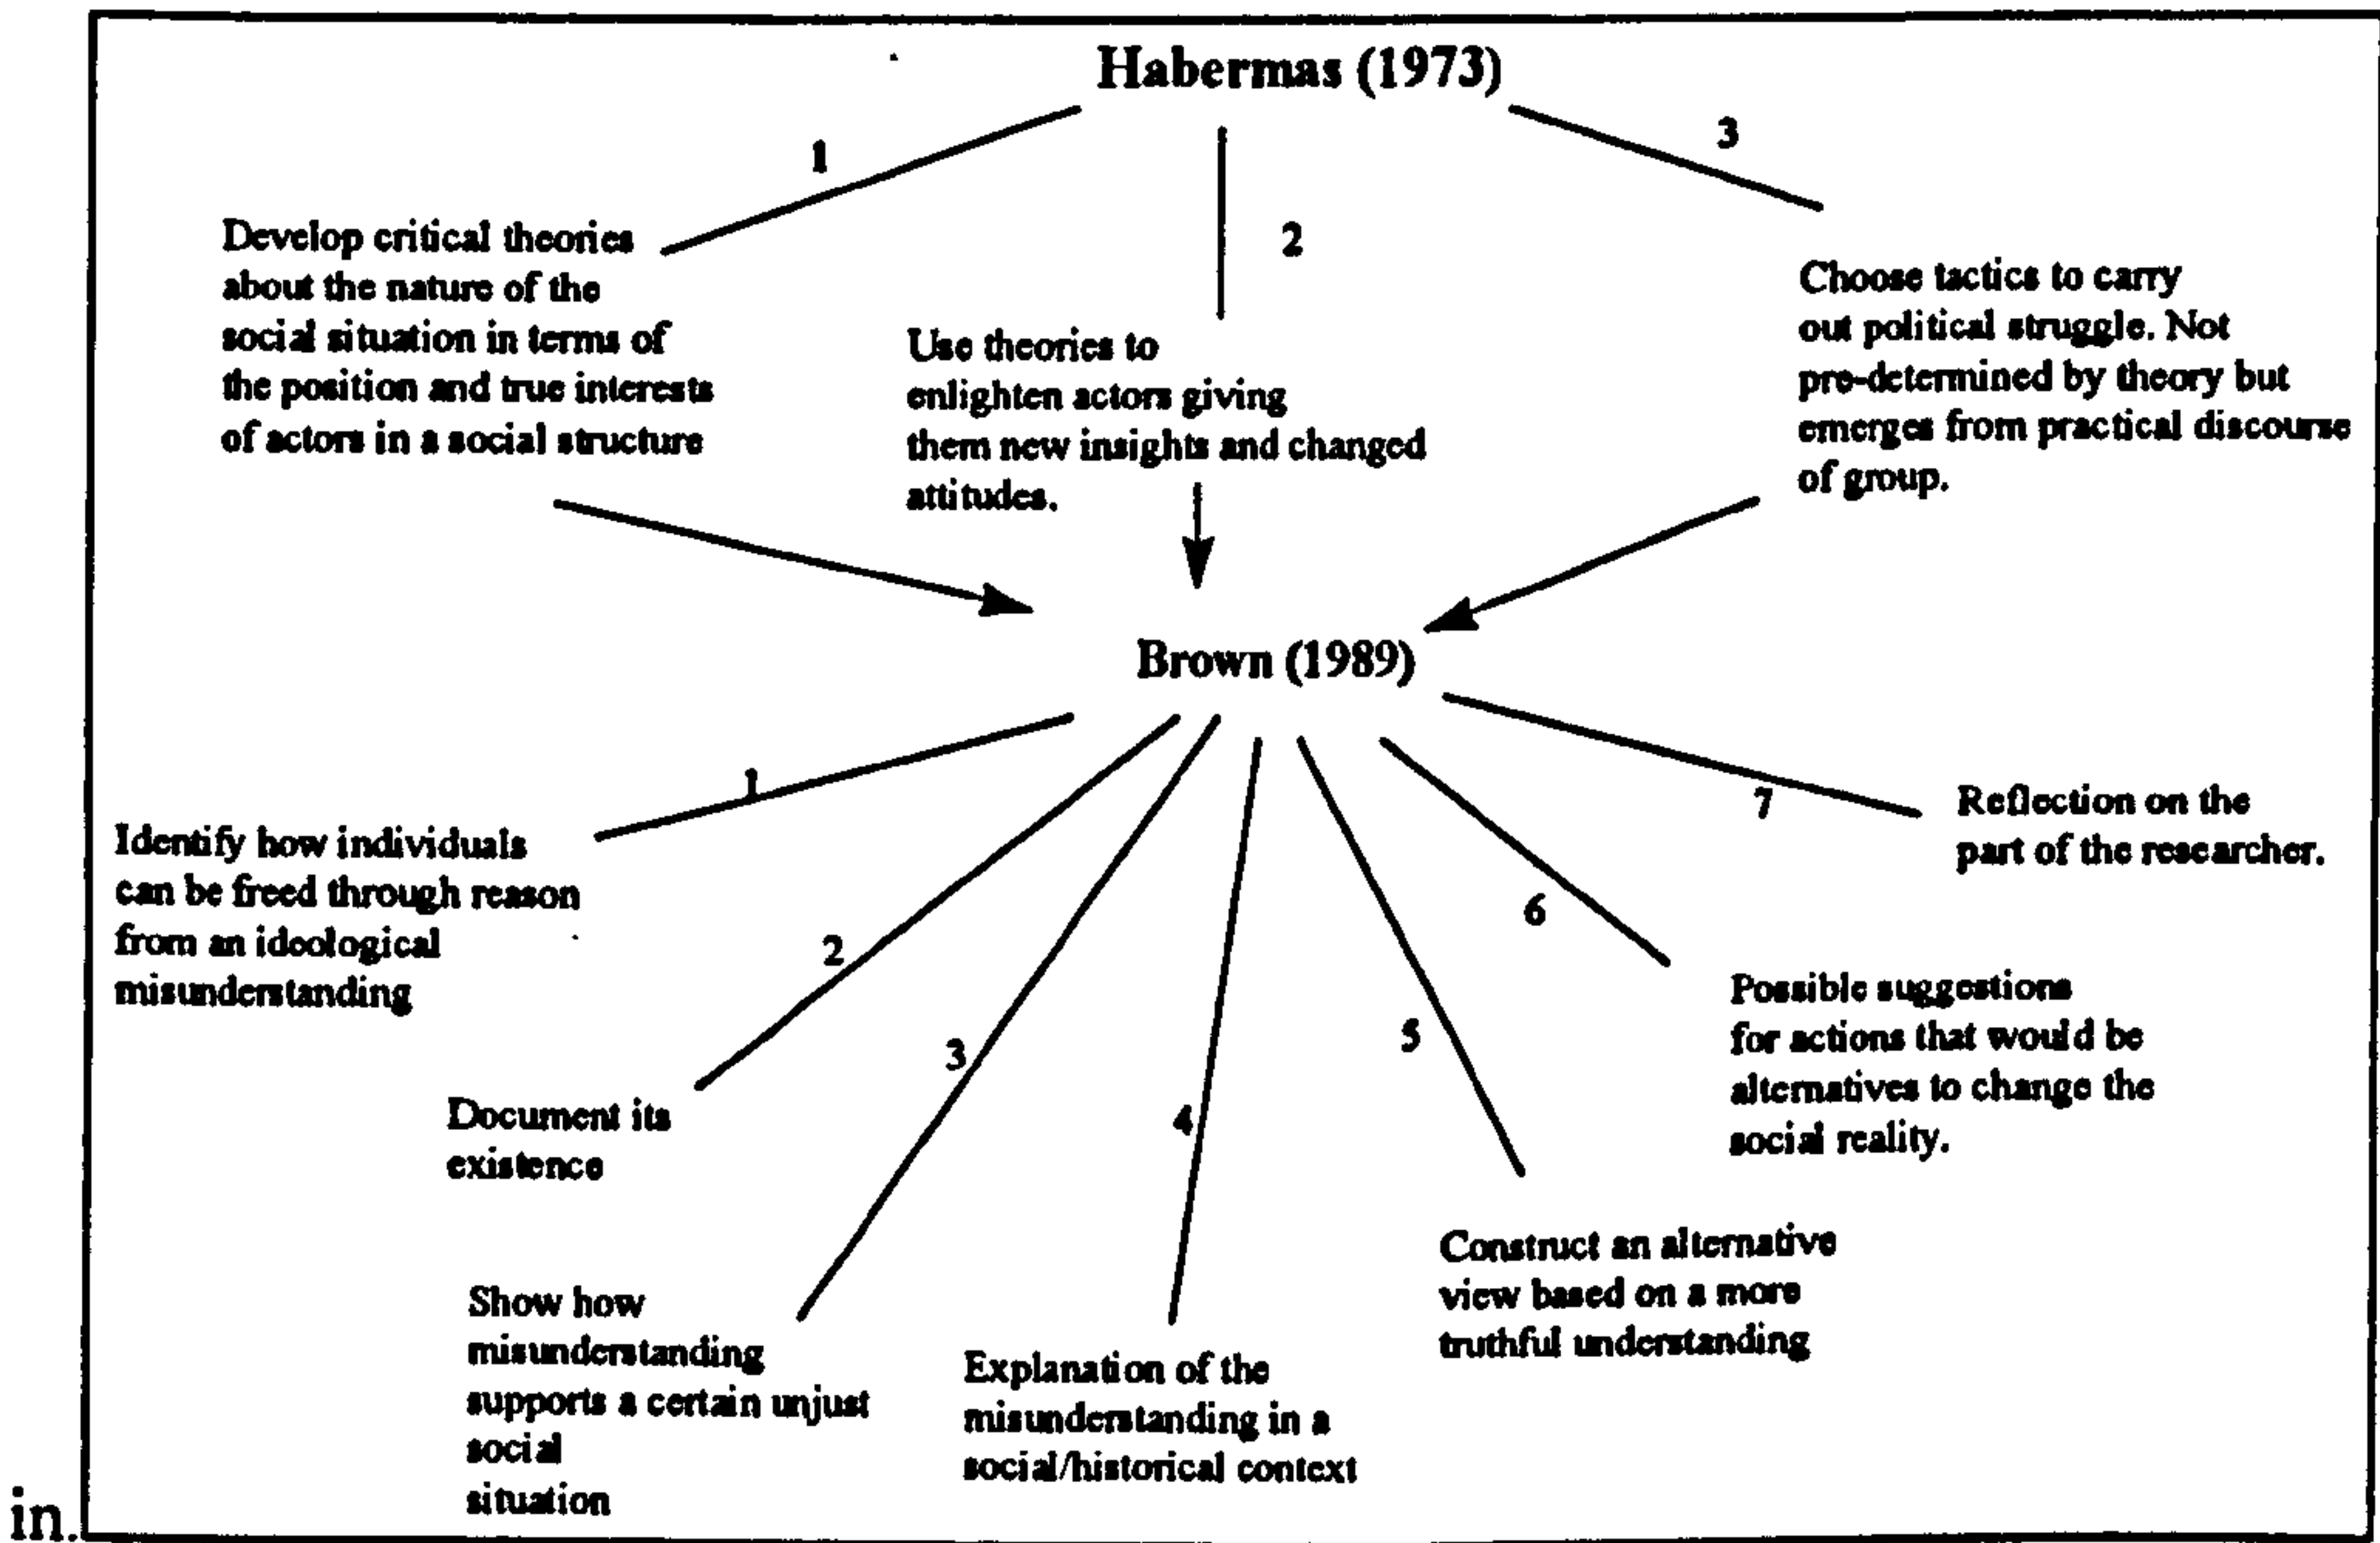 Habermas (1973)
1
2
3
Develop critical theories
about the nature of the
social situation in terms of
the position and true interests
of actors in a social structure
Use theories to
enlighten actors giving
them new insights and changed
attitudes.
Choose tactics to carry
out political struggle. Not
pre-determined by theory but
emerges from practical discourse
of group.
Brown (1989)
1
2
3
4
5
6
7
Identify how individuals
can be freed through reason
from an ideological
misunderstanding
Document its
existence
Show how
misunderstanding
supports a certain unjust
social
situation
Explanation of the
misunderstanding in a
social/historical context
Construct an alternative
view based on a more
truthful understanding
Possible suggestions
for actions that would be
alternatives to change the
social reality.
Reflection on the
part of the researcher.
in.